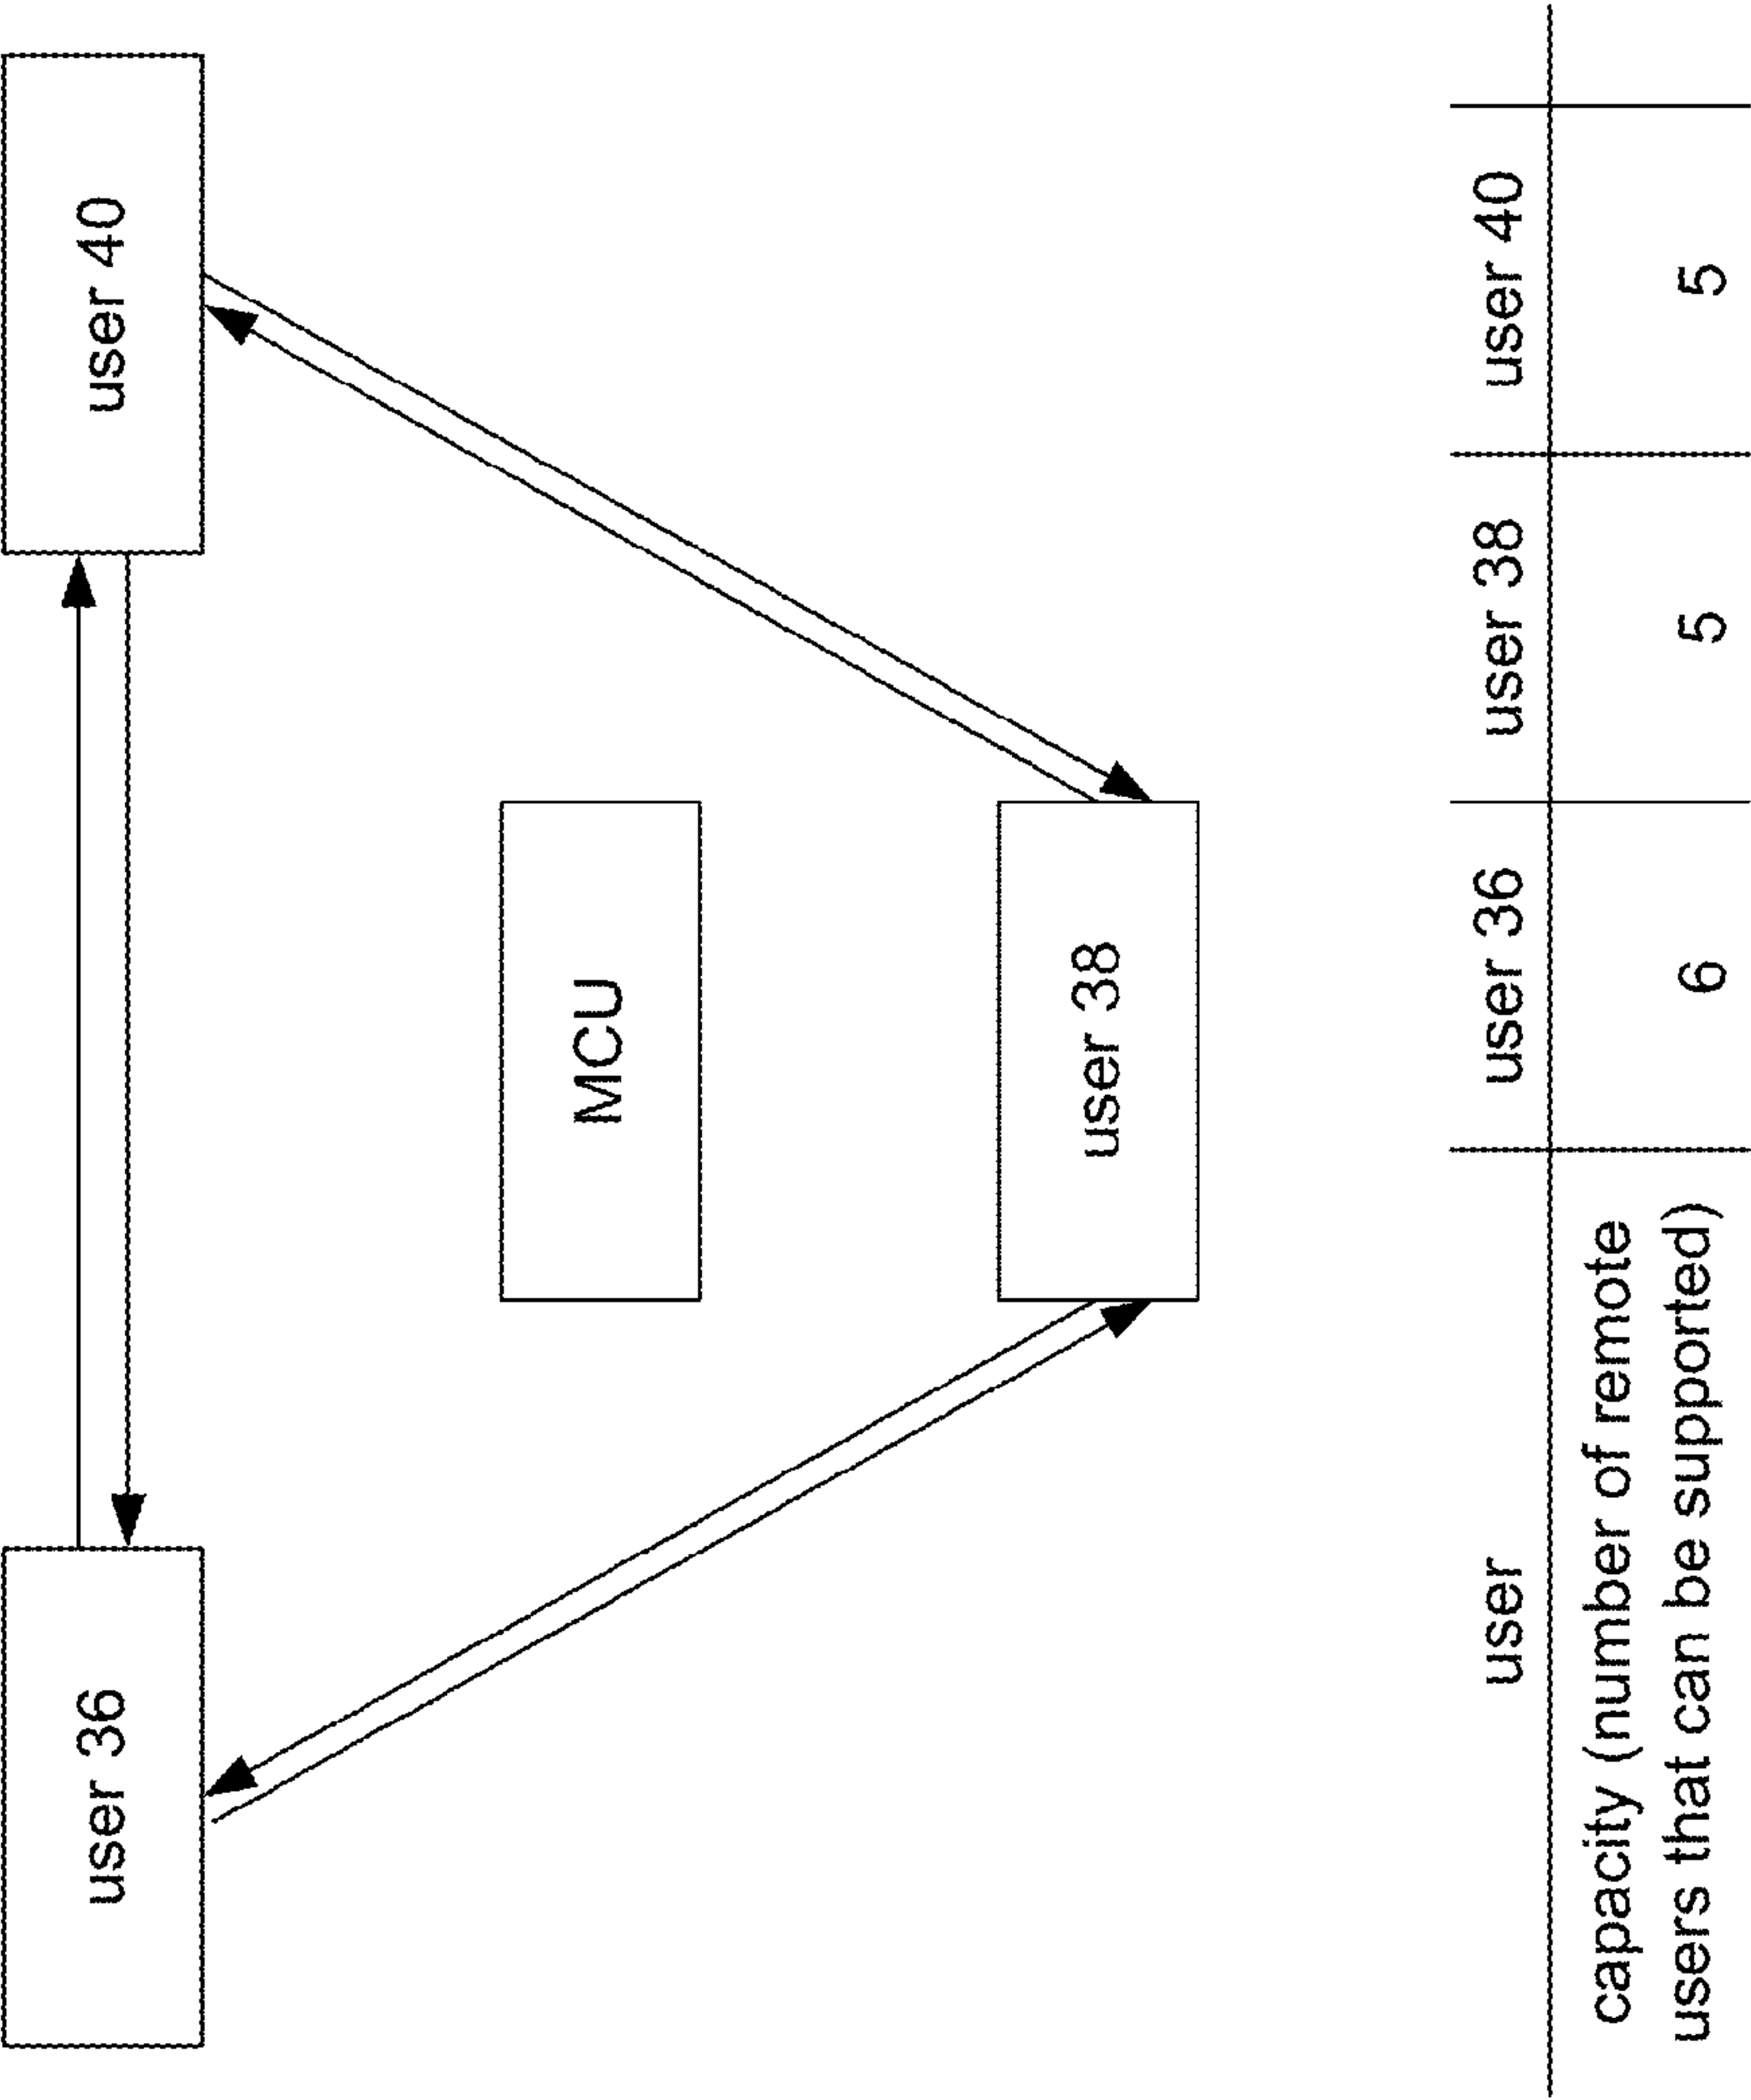 user 36
user 40
MCU
user 38
user
user 36
user 38
user 40
capacity (number of remote
users that can be supported)
6
5
5